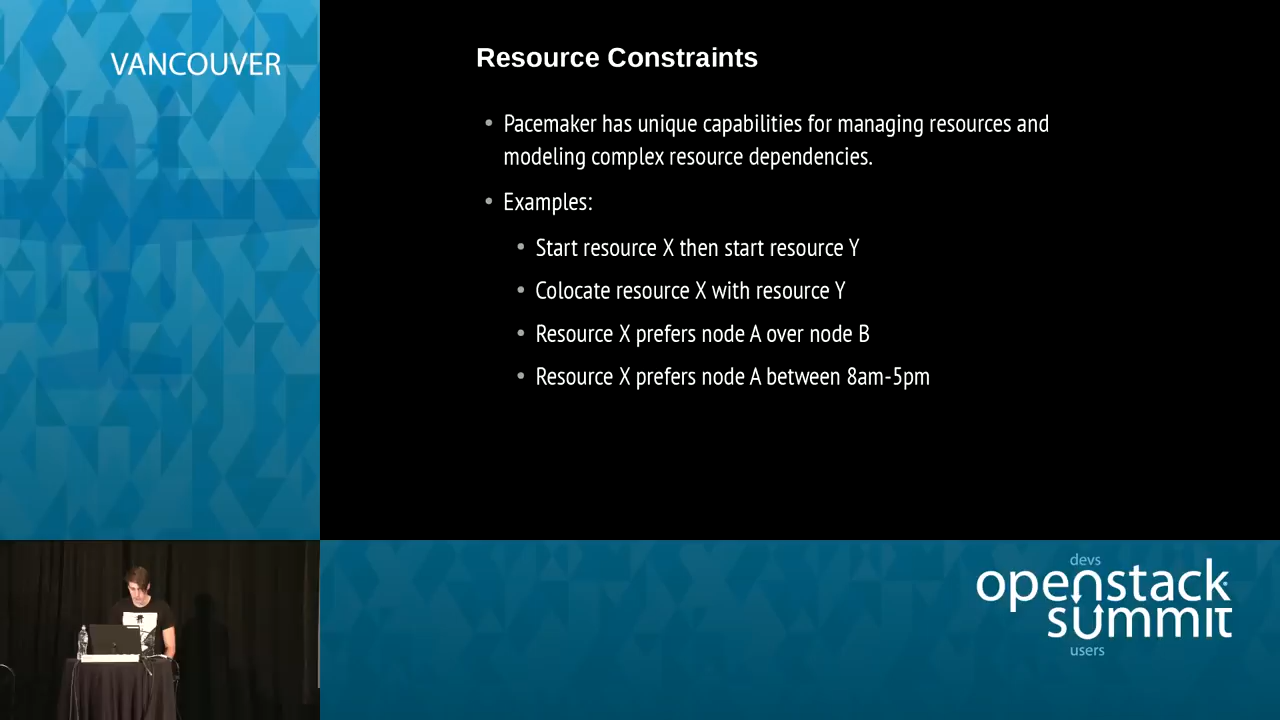 VANCOUVER
Resource Constraints
• Pacemaker has unique capabilities for managing resources and
modeling complex resource dependencies.
• Examples:
• Start resource X then start resource Y
• Colocate resource X with resource Y
• Resource X prefers node A over node B
• Resource X prefers node A between 8am-5pm
devs
openstack
summit
users